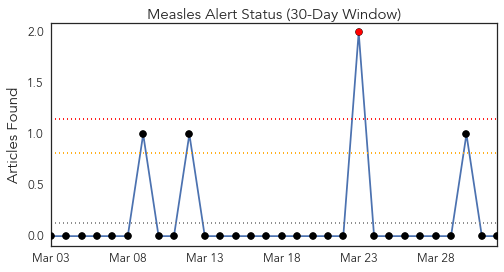 Measles Alert Status (30-Day Window)
2.0
1.5
1.0
0.5
0.0
Articles Found
Mar 03 Mar 08 Mar 13 Mar 18 Mar 23 Mar 28